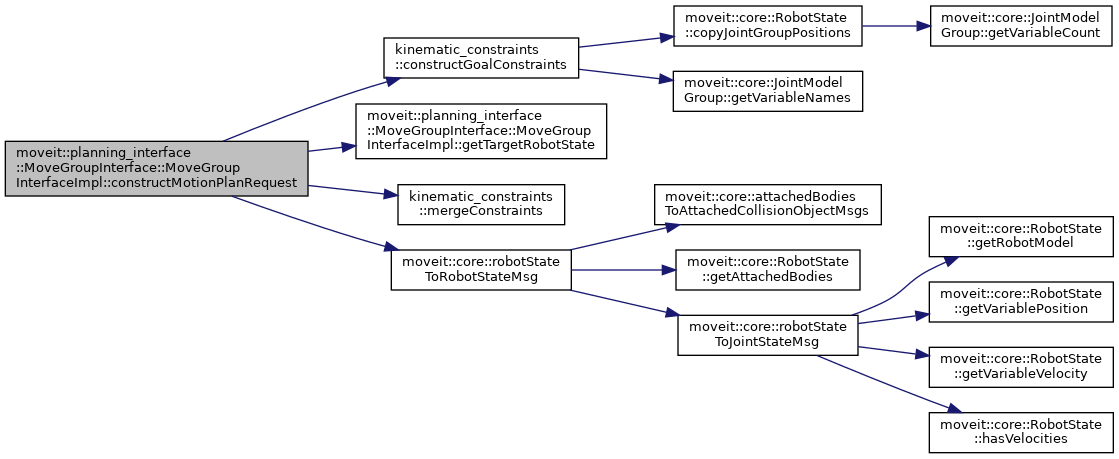 moveit::planning_interface
::MoveGroupInterface::MoveGroup
InterfaceImpl::constructMotionPlanRequest
kinematic_constraints
::constructGoalConstraints
moveit::core::RobotState
::copyJointGroupPositions
moveit::core::JointModel
Group::getVariableCount
moveit::core::JointModel
Group::getVariableNames
moveit::planning_interface
::MoveGroupInterface::MoveGroup
InterfaceImpl::getTargetRobotState
kinematic_constraints
::mergeConstraints
moveit::core::robotState
ToRobotStateMsg
moveit::core::attachedBodies
ToAttachedCollisionObjectMsgs
moveit::core::RobotState
::getAttachedBodies
moveit::core::robotState
ToJointStateMsg
moveit::core::RobotState
::getRobotModel
moveit::core::RobotState
::getVariablePosition
moveit::core::RobotState
::getVariableVelocity
moveit::core::RobotState
::hasVelocities